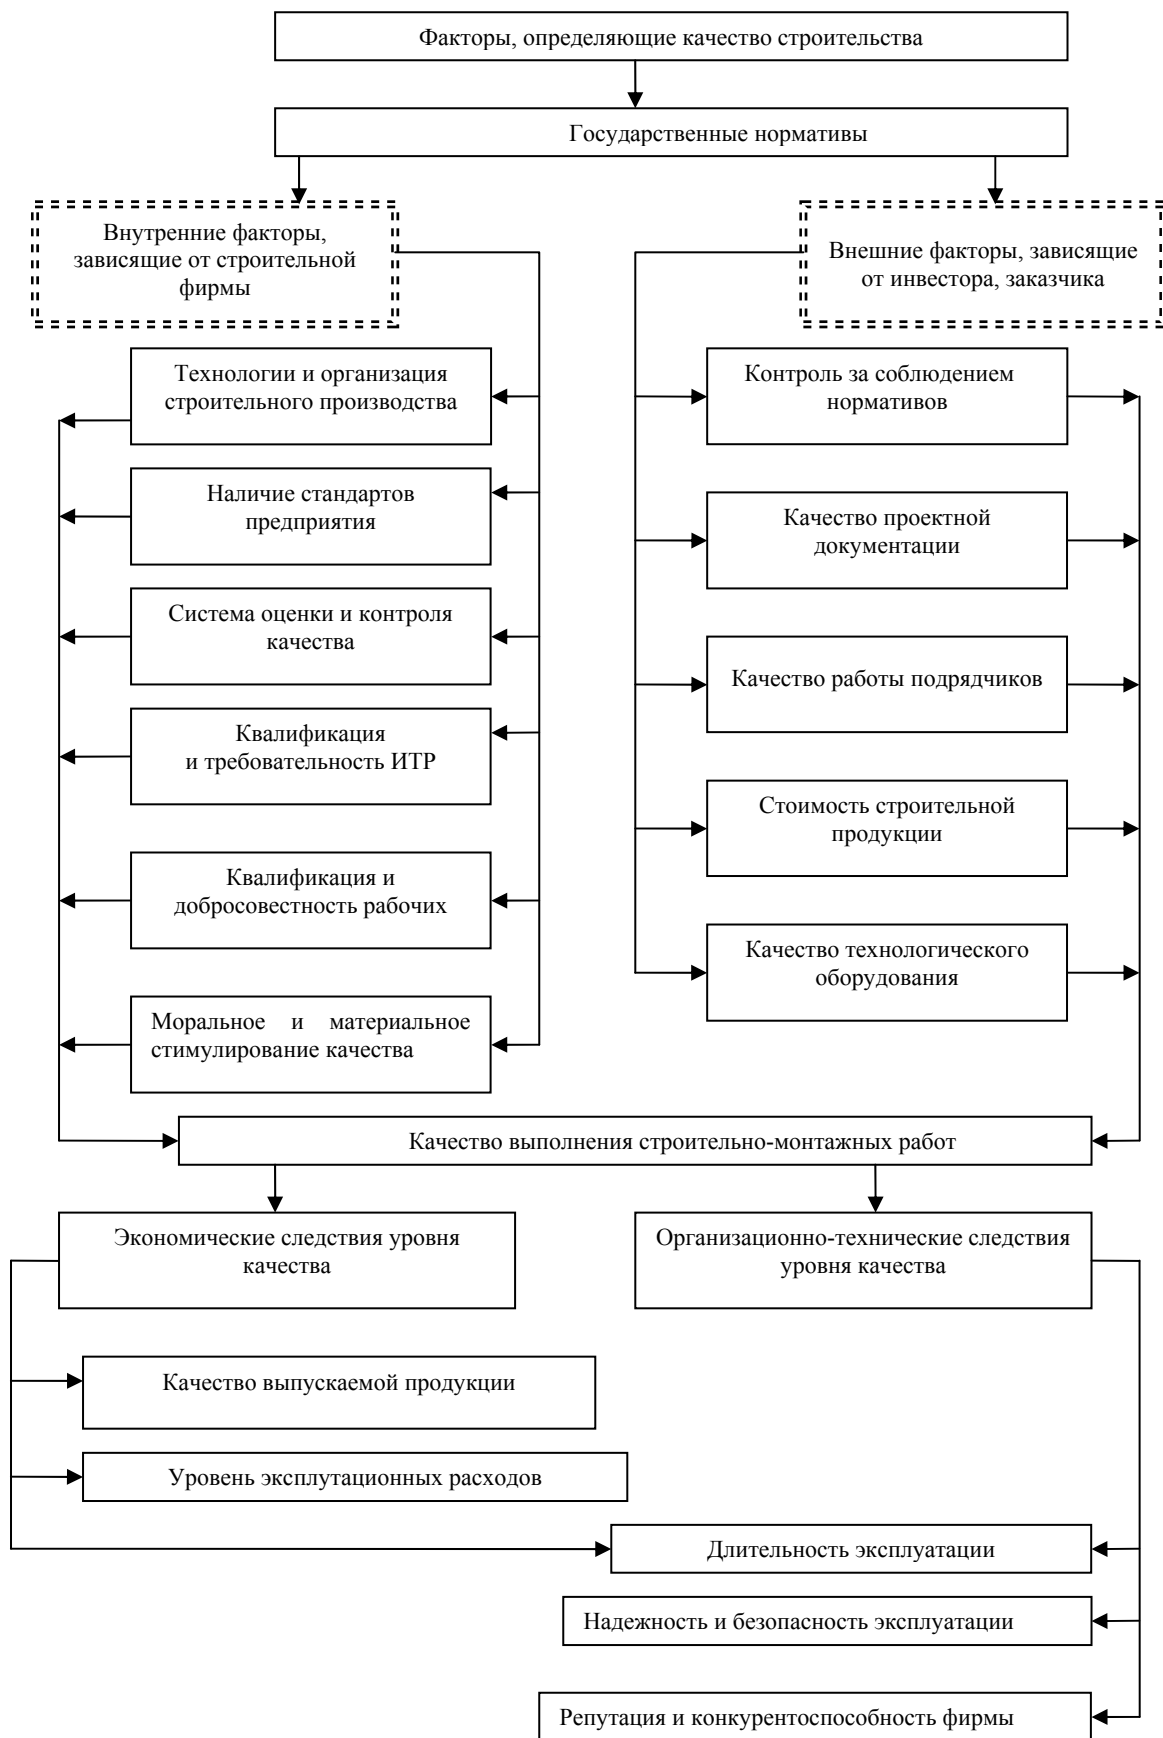 Факторы, определяющие качество строительства
Государственные нормативы
Внутренние факторы,
зависящие от строительной
фирмы
Внешние факторы, зависящие
от инвестора, заказчика
Технологии и организация
строительного производства
Наличие стандартов
предприятия
Система оценки и контроля
качества
Квалификация
и требовательность ИТР
Квалификация и
добросовестность рабочих
Моральное и материальное
стимулирование качества
Контроль за соблюдением
нормативов
Качество проектной
документации
Качество работы подрядчиков
Стоимость строительной
продукции
Качество технологического
оборудования
Качество выполнения строительно-монтажных работ
Экономические следствия уровня
качества
Организационно-технические следствия
уровня качества
Качество выпускаемой продукции
Уровень эксплутационных расходов
Длительность эксплуатации
Надежность и безопасность эксплуатации
Репутация и конкурентоспособность фирмы